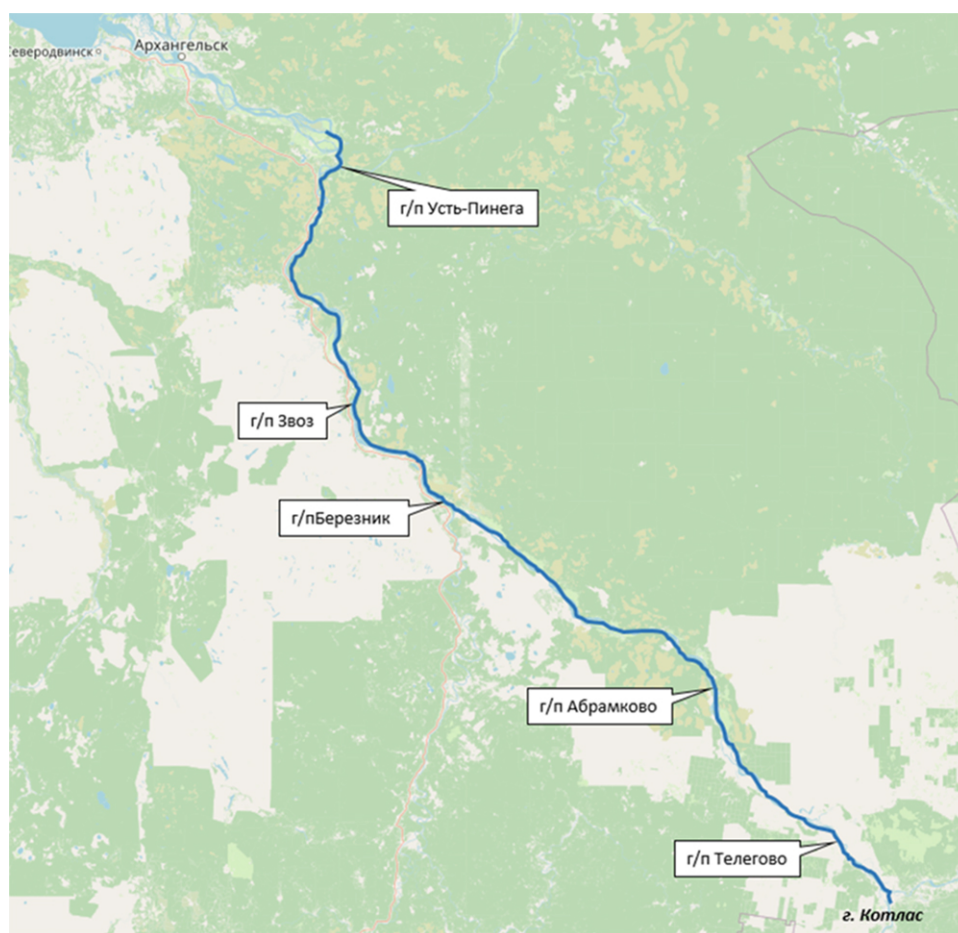 Архангельск
Северодвинск
г/п Усть-Пинега
г/п Звоз
г/пБерезник
г/п Абрамково
г/п Телегово
г. Котлас